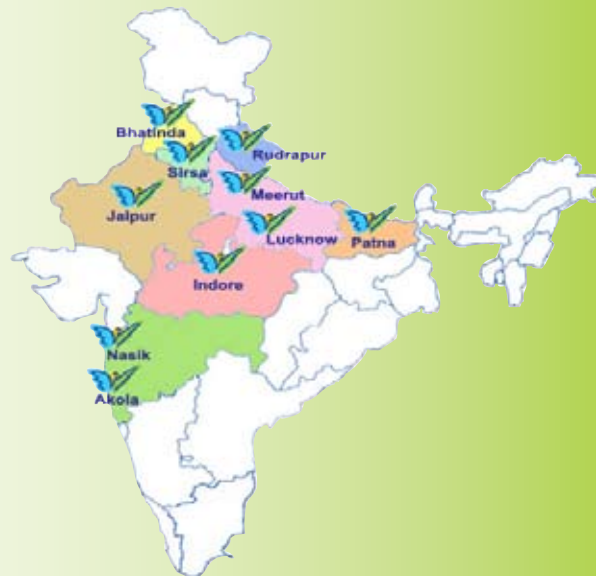 Bhatinda
Rudrapur
Sirsa
Meerut
Jaipur
Lucknow
Patna
Indore
Nasik
Akola